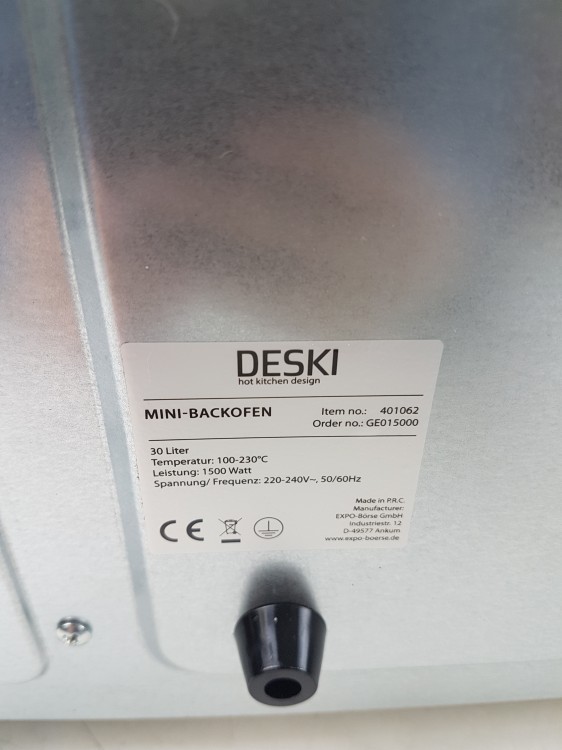 DESKI
hot kitchen design
MINI-BACKOFEN
Item no.: 401062
Order no.: GE015000
30 Liter
Temperatur: 100-230°C
Leistung: 1500 Watt
Spannung/ Frequenz: 220-240V~, 50/60Hz
Made in P.R.C.
Manufacturer:
EXPO-Börse GmbH
Industriestr. 12
D-49577 Ankum
www.expo-boerse.de
CE